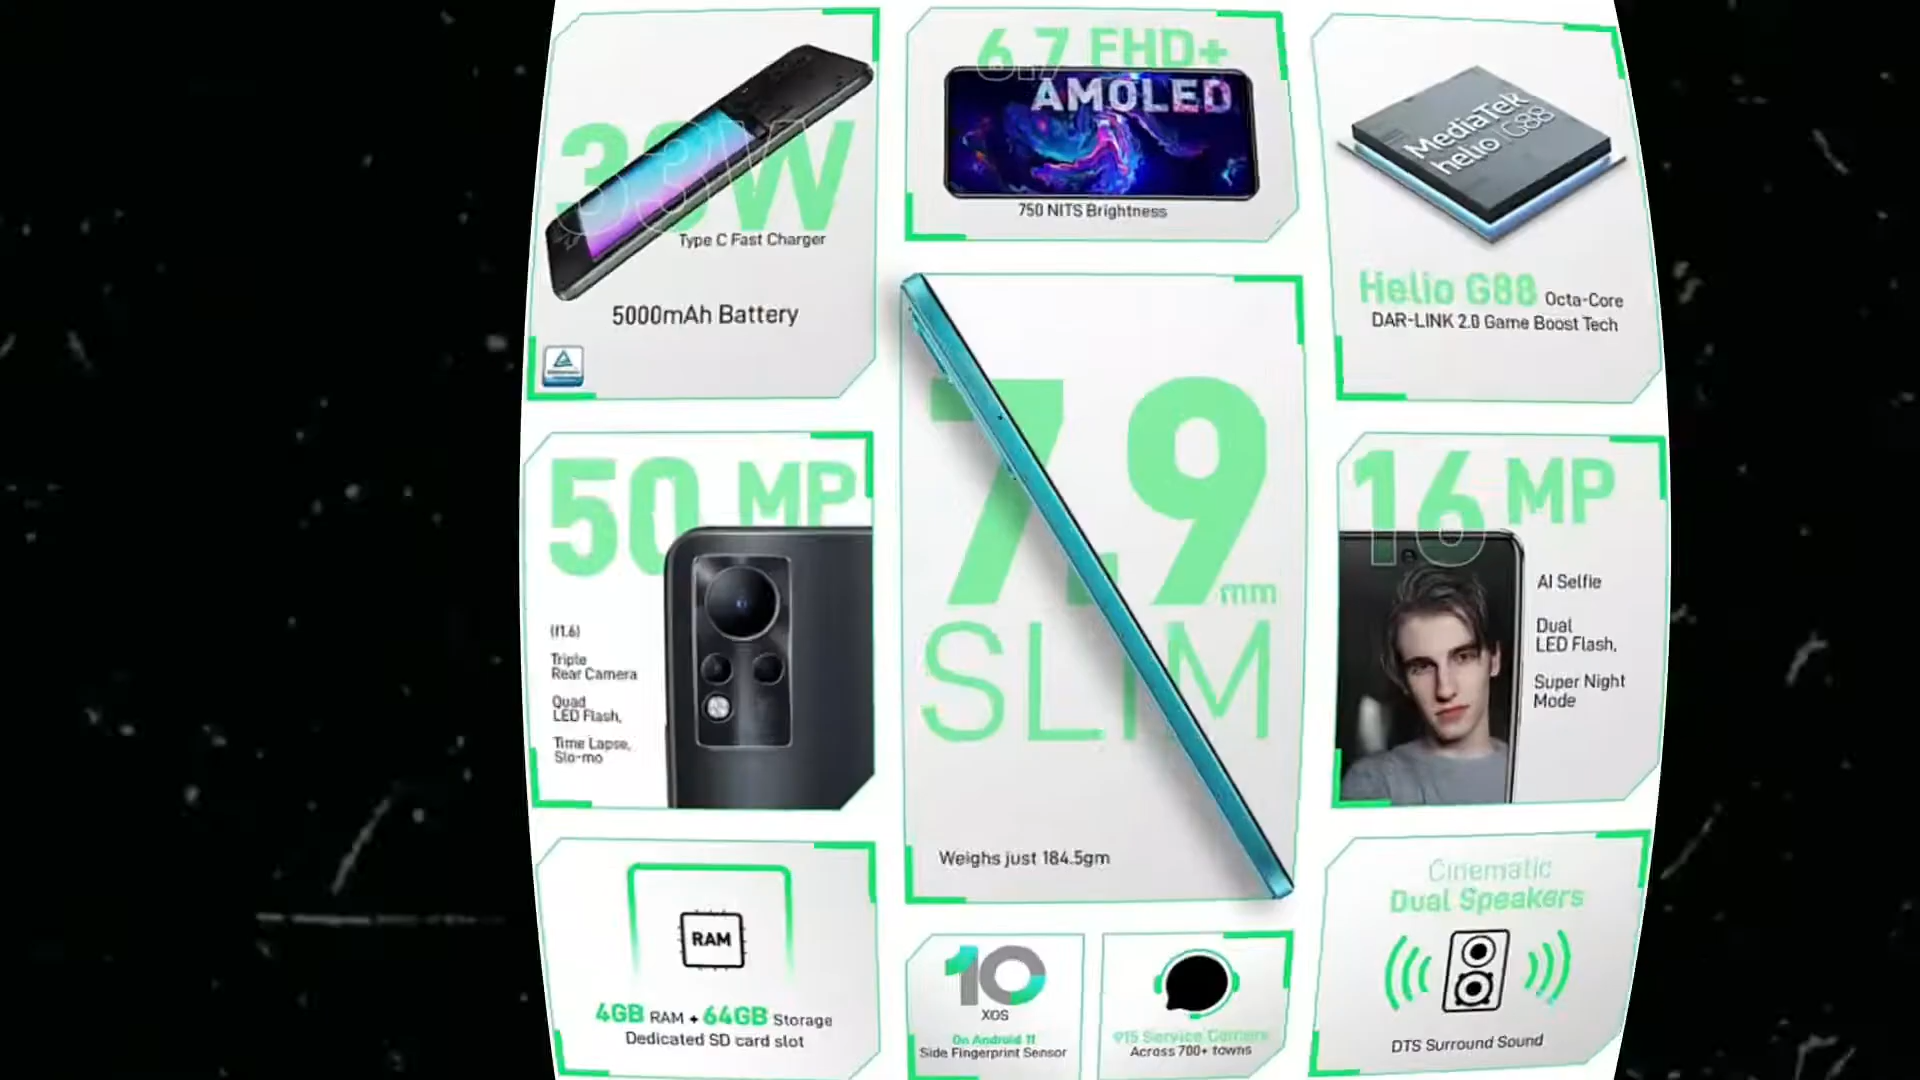 33W
Type C Fast Charger
5000mAh Battery
6.7 FHD+
AMOLED
750 NITS Brightness
MediaTek
helio G88
Helio G88 Octa-Core
DAR-LINK 2.0 Game Boost Tech
50 MP
(f1.6)
Triple
Rear Camera
Quad
LED Flash,
Time Lapse,
Slo-mo
7.9
mm
SLIM
Weighs just 184.5gm
16 MP
AI Selfie
Dual
LED Flash,
Super Night
Mode
RAM
4GB RAM + 64GB Storage
Dedicated SD card slot
10
XOS
On Android 11
Side Fingerprint Sensor
915 Service Centers
Across 700+ towns
Cinematic
Dual Speakers
DTS Surround Sound